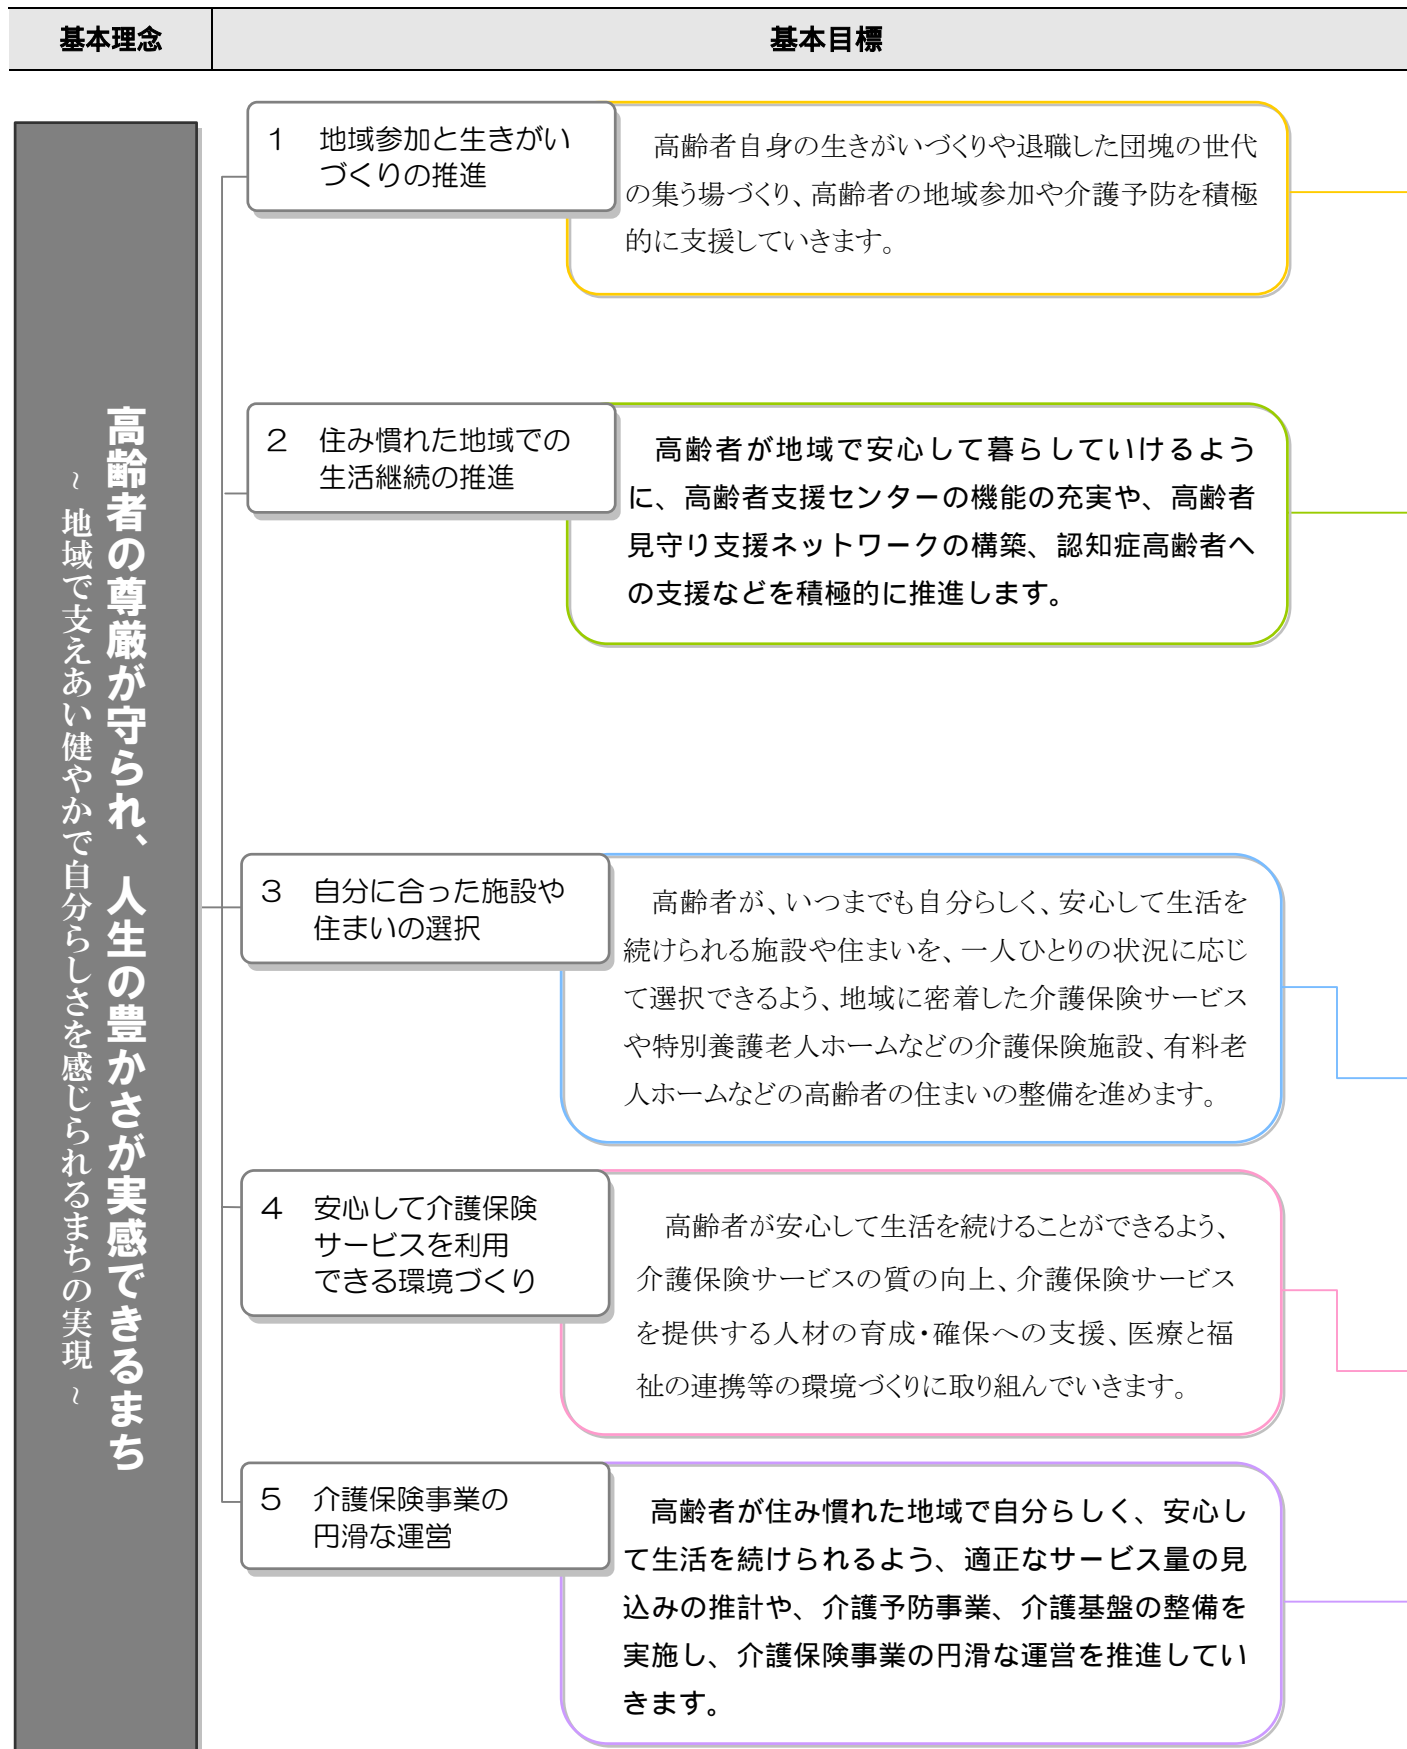 基本理念
基本目標
高齢者の尊厳が守られ、人生の豊かさが実感できるまち
~ 地域で支えあい健やかで自分らしさを感じられるまちの実現 ~
1 地域参加と生きがい
づくりの推進
高齢者自身の生きがいづくりや退職した団塊の世代
の集う場づくり、高齢者の地域参加や介護予防を積極
的に支援していきます。
2 住み慣れた地域での
生活継続の推進
高齢者が地域で安心して暮らしていけるよう
に、高齢者支援センターの機能の充実や、高齢者
見守り支援ネットワークの構築、認知症高齢者へ
の支援などを積極的に推進します。
3 自分に合った施設や
住まいの選択
高齢者が、いつまでも自分らしく、安心して生活を
続けられる施設や住まいを、一人ひとりの状況に応じ
て選択できるよう、地域に密着した介護保険サービス
や特別養護老人ホームなどの介護保険施設、有料老
人ホームなどの高齢者の住まいの整備を進めます。
4 安心して介護保険
サービスを利用
できる環境づくり
高齢者が安心して生活を続けることができるよう、
介護保険サービスの質の向上、介護保険サービス
を提供する人材の育成・確保への支援、医療と福
祉の連携等の環境づくりに取り組んでいきます。
5 介護保険事業の
円滑な運営
高齢者が住み慣れた地域で自分らしく、安心し
て生活を続けられるよう、適正なサービス量の見
込みの推計や、介護予防事業、介護基盤の整備を
実施し、介護保険事業の円滑な運営を推進してい
きます。